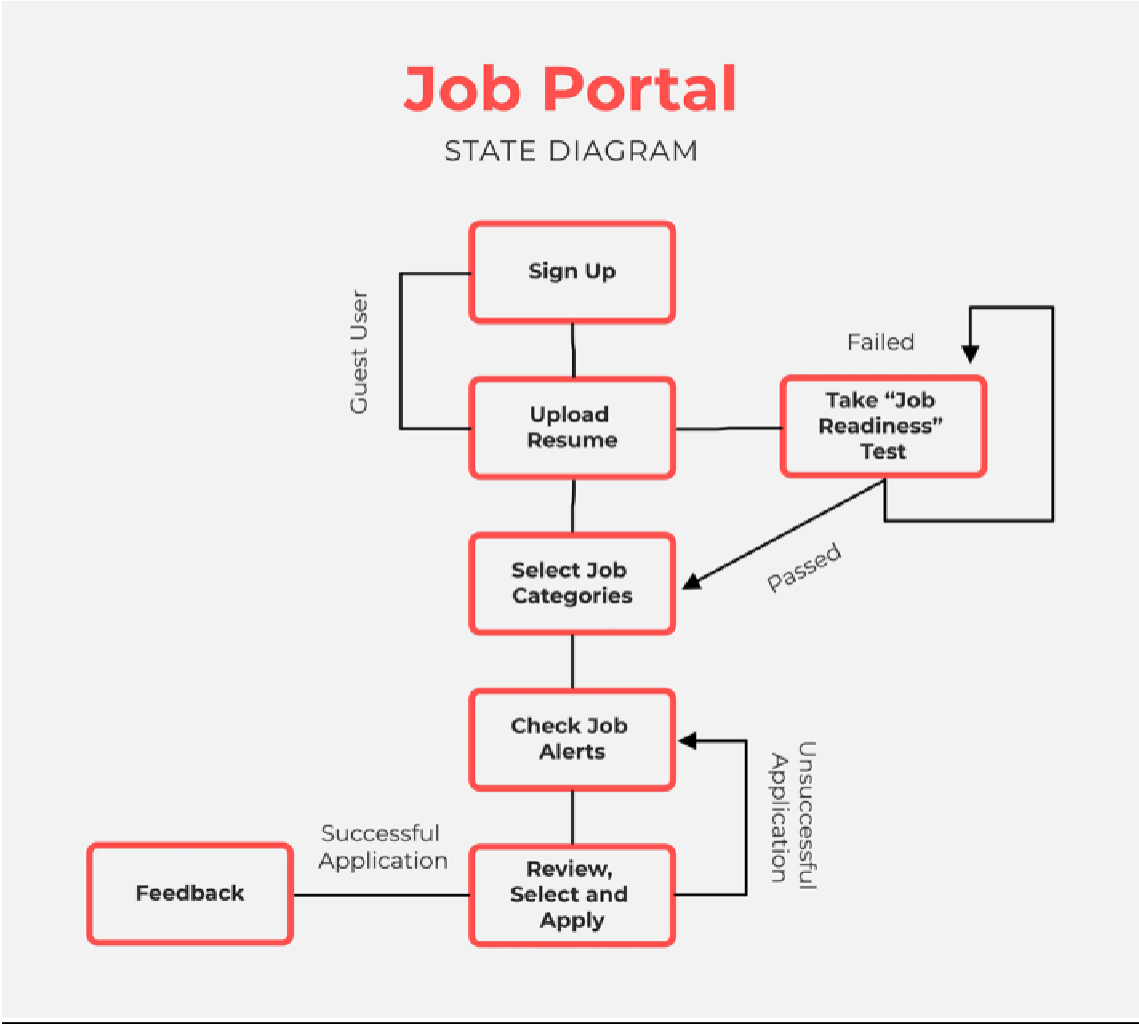 Job Portal
STATE DIAGRAM
Sign Up
Guest User
Failed
Upload
Resume
Take “Job
Readiness”
Test
Select Job
Categories
Passed
Check Job
Alerts
Unsuccessful
Application
Successful
Application
Feedback
Review,
Select and
Apply